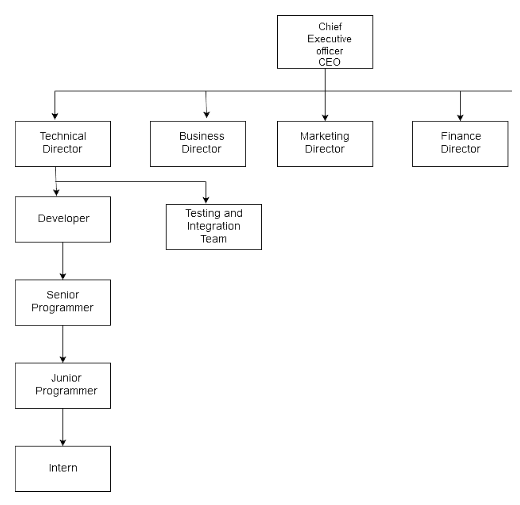 Chief
Executive
officer
CEO
Technical
Director
Business
Director
Marketing
Director
Finance
Director
Developer
Testing and
Integration
Team
Senior
Programmer
Junior
Programmer
Intern